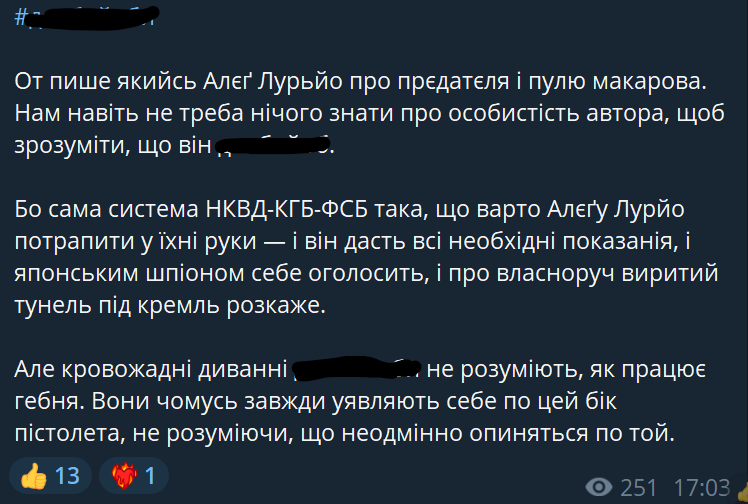 От пише якийсь Алєґ Лурьйо про прєдатєля і пулю макарова.
Нам навіть не треба нічого знати про особистість автора, щоб
зрозуміти, що він
Бо сама система НКВД-КГБ-ФСБ така, що варто Алєґу Лурйо
потрапити у їхні руки — і він дасть всі необхідні показанія, і
японським шпіоном себе оголосить, і про власноруч виритий
тунель під кремль розкаже.
Але кровожадні диванні не розуміють, як працює
гебня. Вони чомусь завжди уявляють себе по цей бік
пістолета, не розуміючи, що неодмінно опиняться по той.
13 1
251 17:03